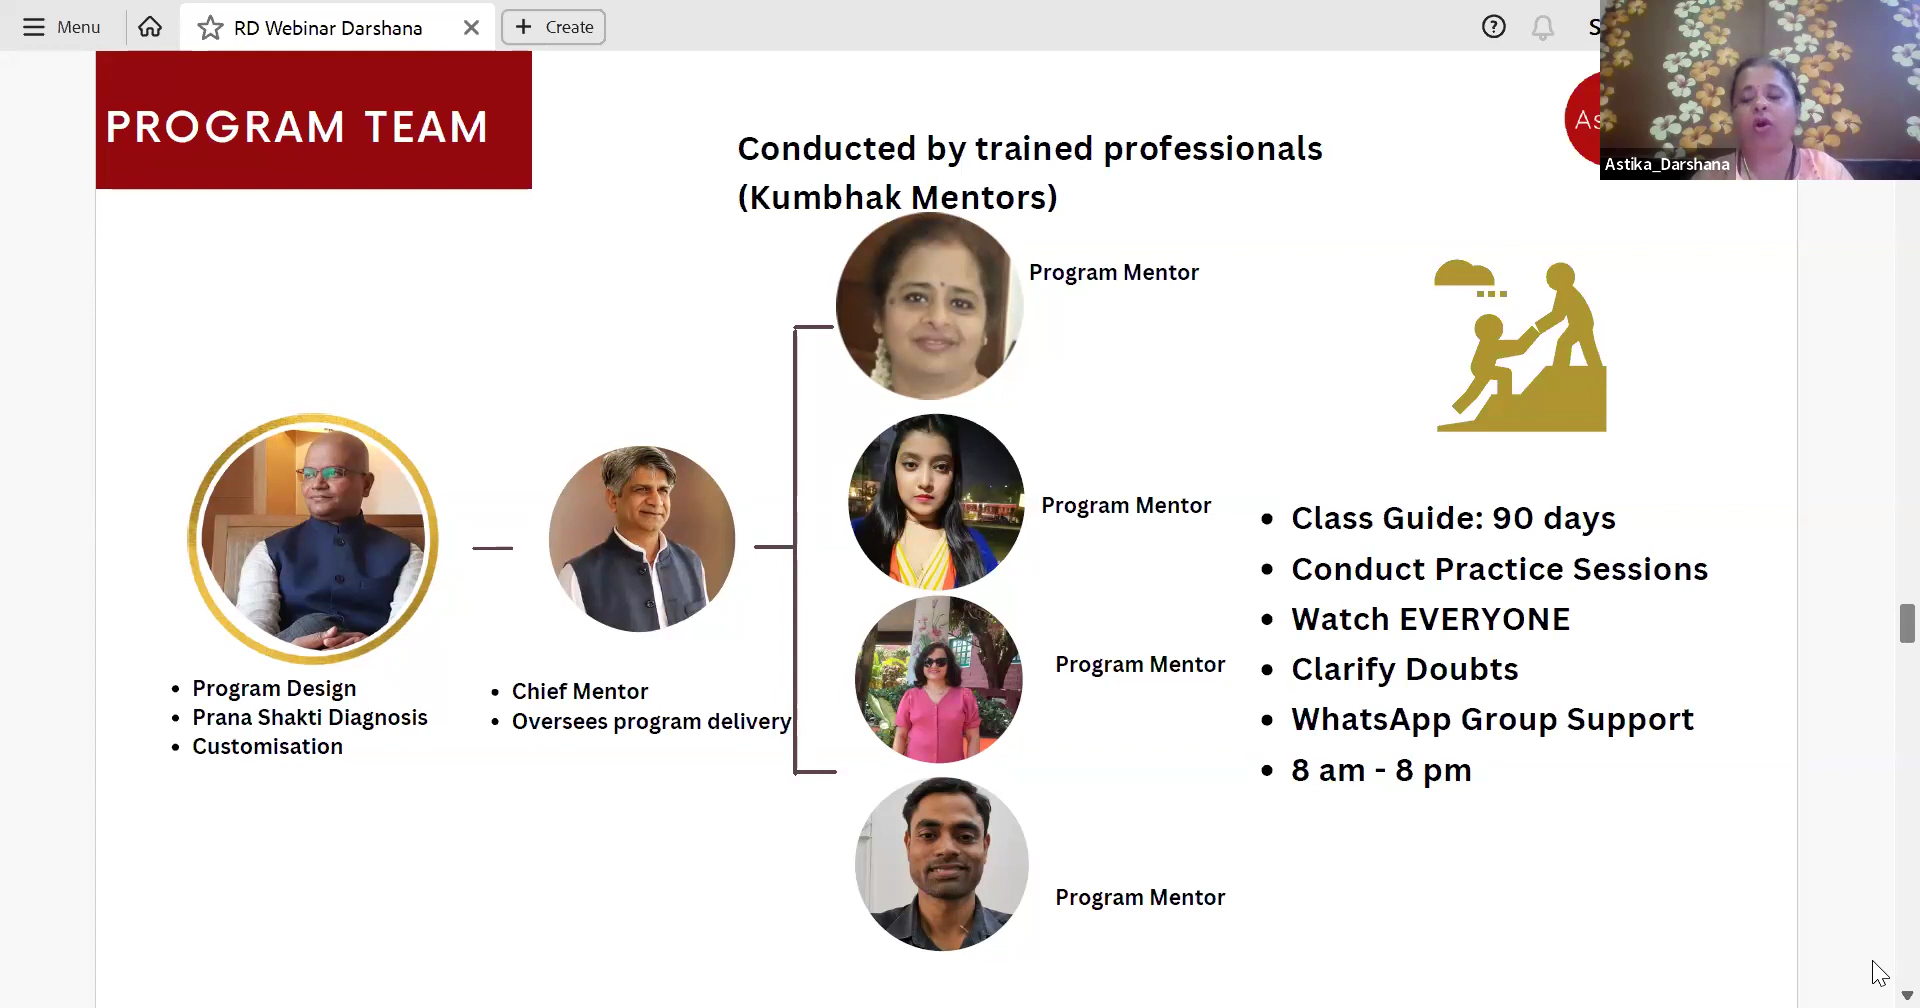 Menu
RD Webinar Darshana
Create
PROGRAM TEAM
Conducted by trained professionals
(Kumbhak Mentors)
Astika_Darshana
Program Mentor
Program Mentor
Program Mentor
Program Mentor
Program Design
Prana Shakti Diagnosis
Customisation
Chief Mentor
Oversees program delivery
Class Guide: 90 days
Conduct Practice Sessions
Watch EVERYONE
Clarify Doubts
WhatsApp Group Support
8 am - 8 pm